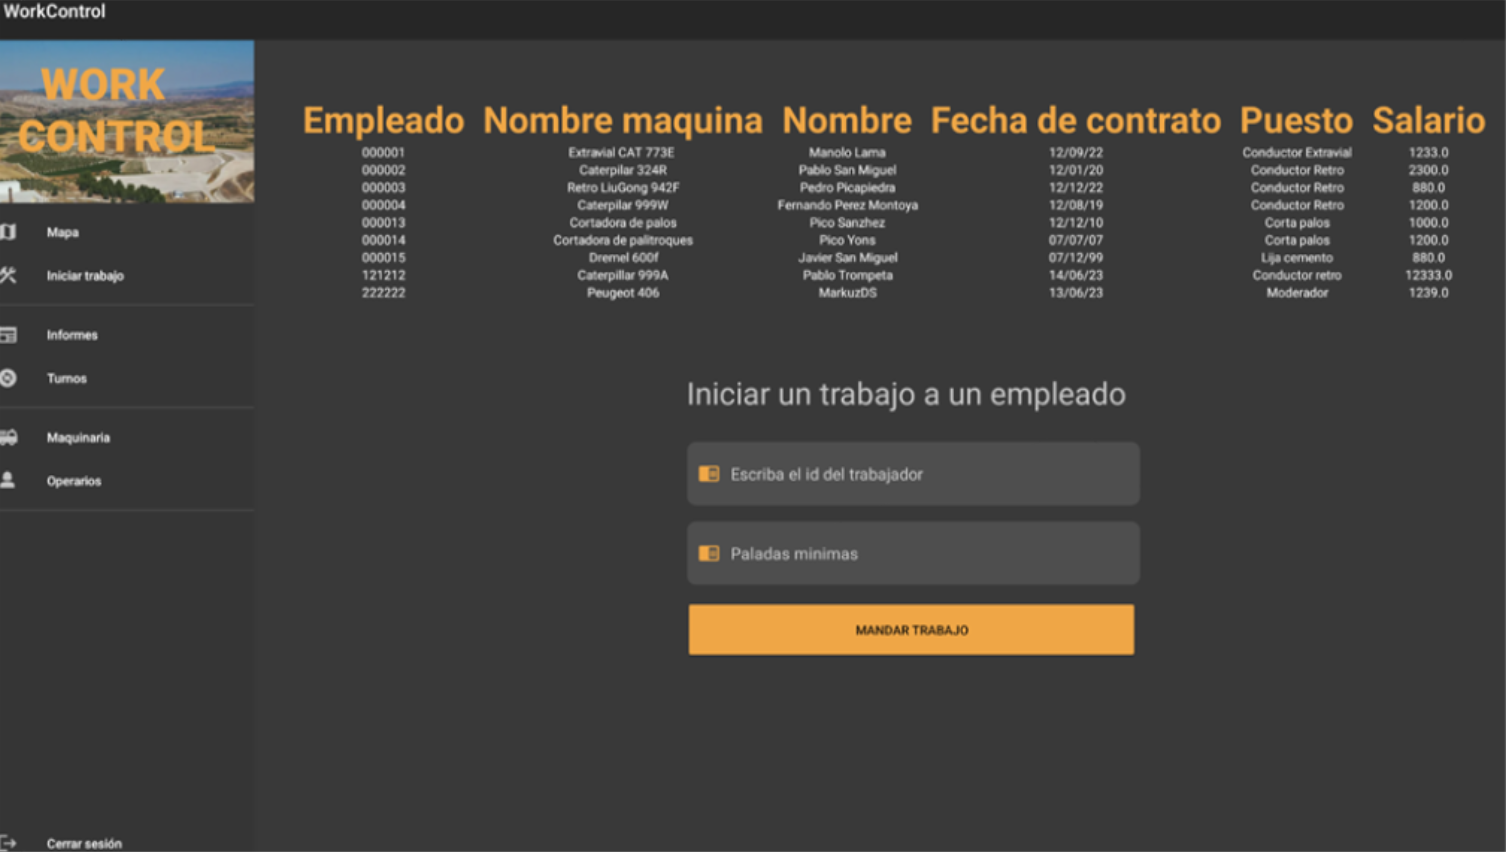 WorkControl
WORK
CONTROL
Mapa
Iniciar trabajo
Informes
Turnos
Maquinaria
Operarios
Cerrar sesión
Empleado Nombre maquina Nombre Fecha de contrato Puesto Salario
000001 Extravial CAT 773E Manolo Lama 12/09/22 Conductor Extravial 1233.0
000002 Caterpilar 324R Pablo San Miguel 12/01/20 Conductor Retro 2300.0
000003 Retro LiuGong 942F Pedro Picapiedra 12/12/22 Conductor Retro 880.0
000004 Caterpilar 999W Fernando Perez Montoya 12/08/19 Conductor Retro 1200.0
000013 Cortadora de palos Pico Sanzhez 12/12/10 Corta palos 1000.0
000014 Cortadora de palitroques Pico Yons 07/07/07 Corta palos 1200.0
000015 Dremel 600f Javier San Miguel 07/12/99 Lija cemento 880.0
121212 Caterpillar 999A Pablo Trompeta 14/06/23 Conductor retro 12333.0
222222 Peugeot 406 MarkuzDS 13/06/23 Moderador 1239.0
Iniciar un trabajo a un empleado
Escriba el id del trabajador
Paladas minimas
MANDAR TRABAJO